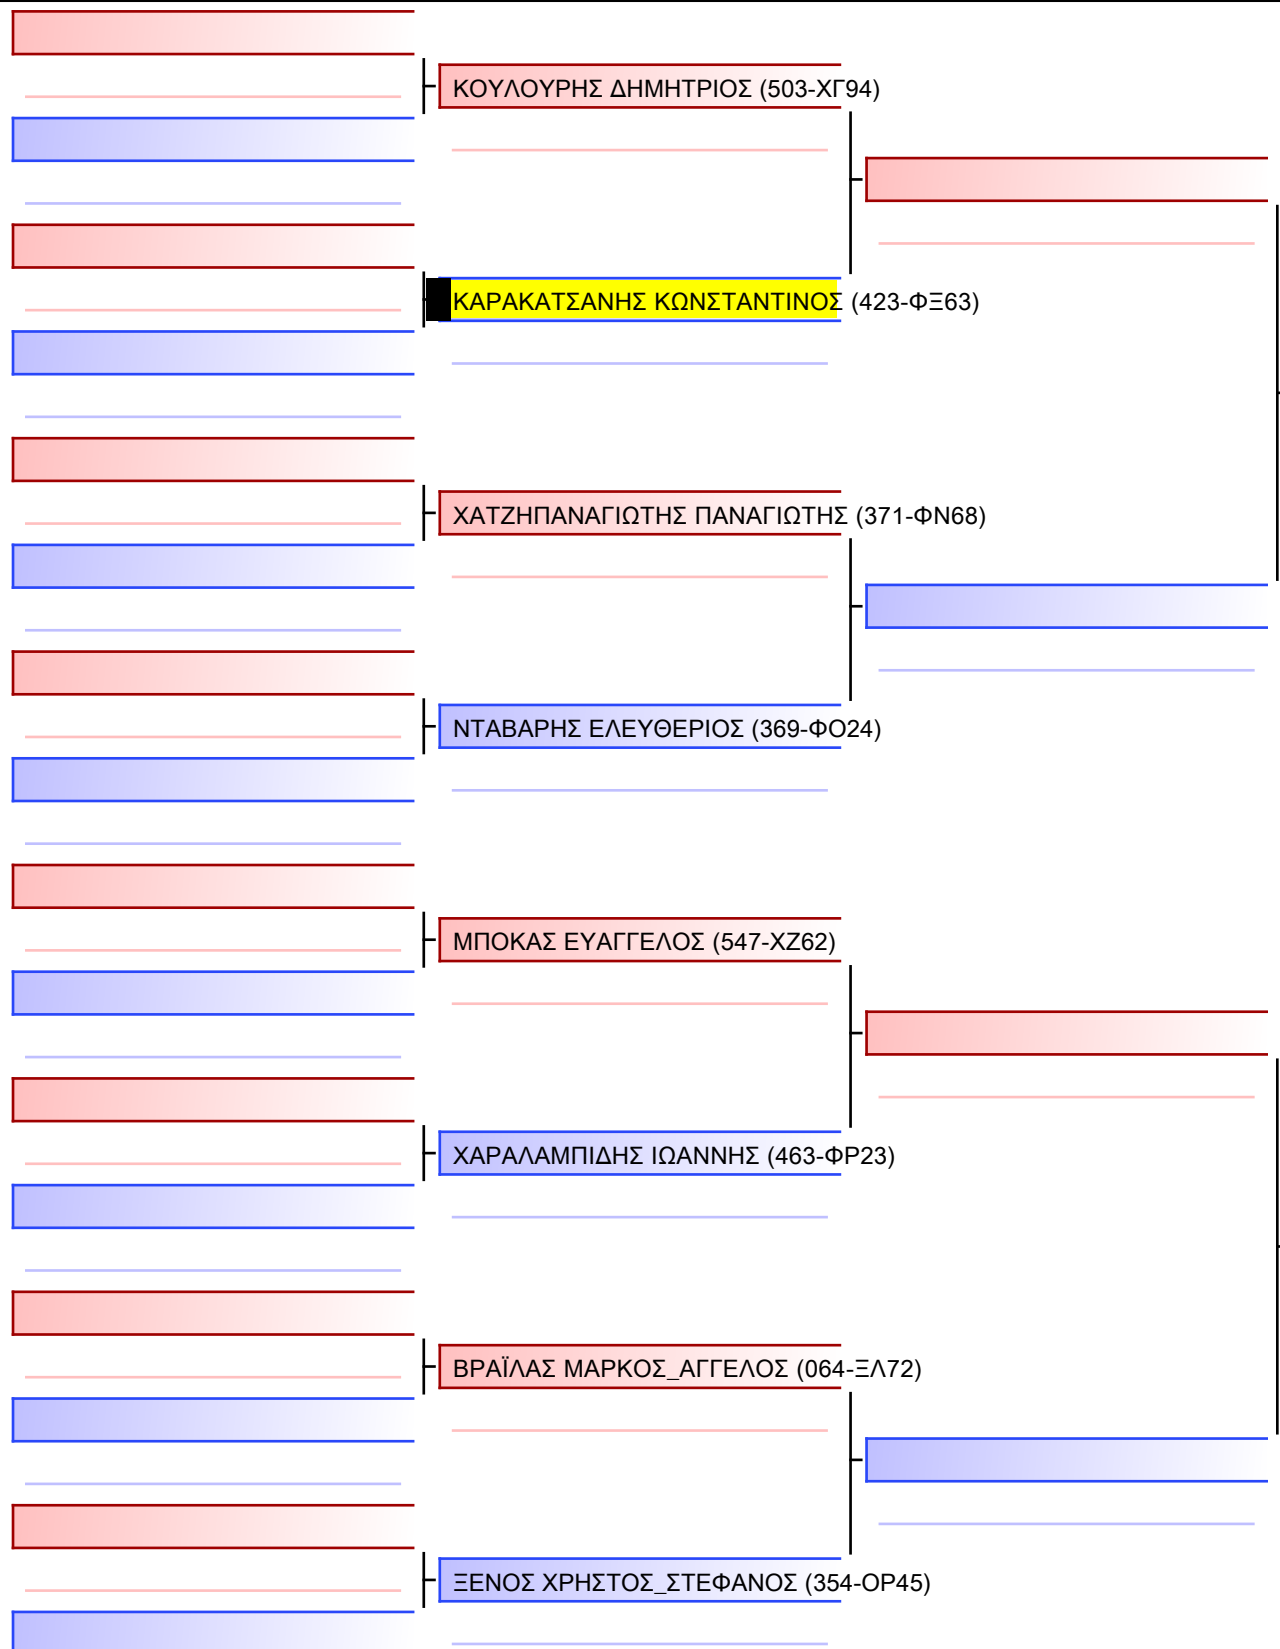 ΚΟΥΛΟΥΡΗΣ ΔΗΜΗΤΡΙΟΣ (503-ΧΓ94)
ΚΑΡΑΚΑΤΣΑΝΗΣ ΚΩΝΣΤΑΝΤΙΝΟΣ (423-ΦΞ63)
ΧΑΤΖΗΠΑΝΑΓΙΩΤΗΣ ΠΑΝΑΓΙΩΤΗΣ (371-ΦΝ68)
ΝΤΑΒΑΡΗΣ ΕΛΕΥΘΕΡΙΟΣ (369-ΦΟ24)
ΜΠΟΚΑΣ ΕΥΑΓΓΕΛΟΣ (547-ΧΖ62)
ΧΑΡΑΛΑΜΠΙΔΗΣ ΙΩΑΝΝΗΣ (463-ΦΡ23)
ΒΡΑΪΛΑΣ ΜΑΡΚΟΣ_ΑΓΓΕΛΟΣ (064-ΞΛ72)
ΞΕΝΟΣ ΧΡΗΣΤΟΣ_ΣΤΕΦΑΝΟΣ (354-ΟΡ45)